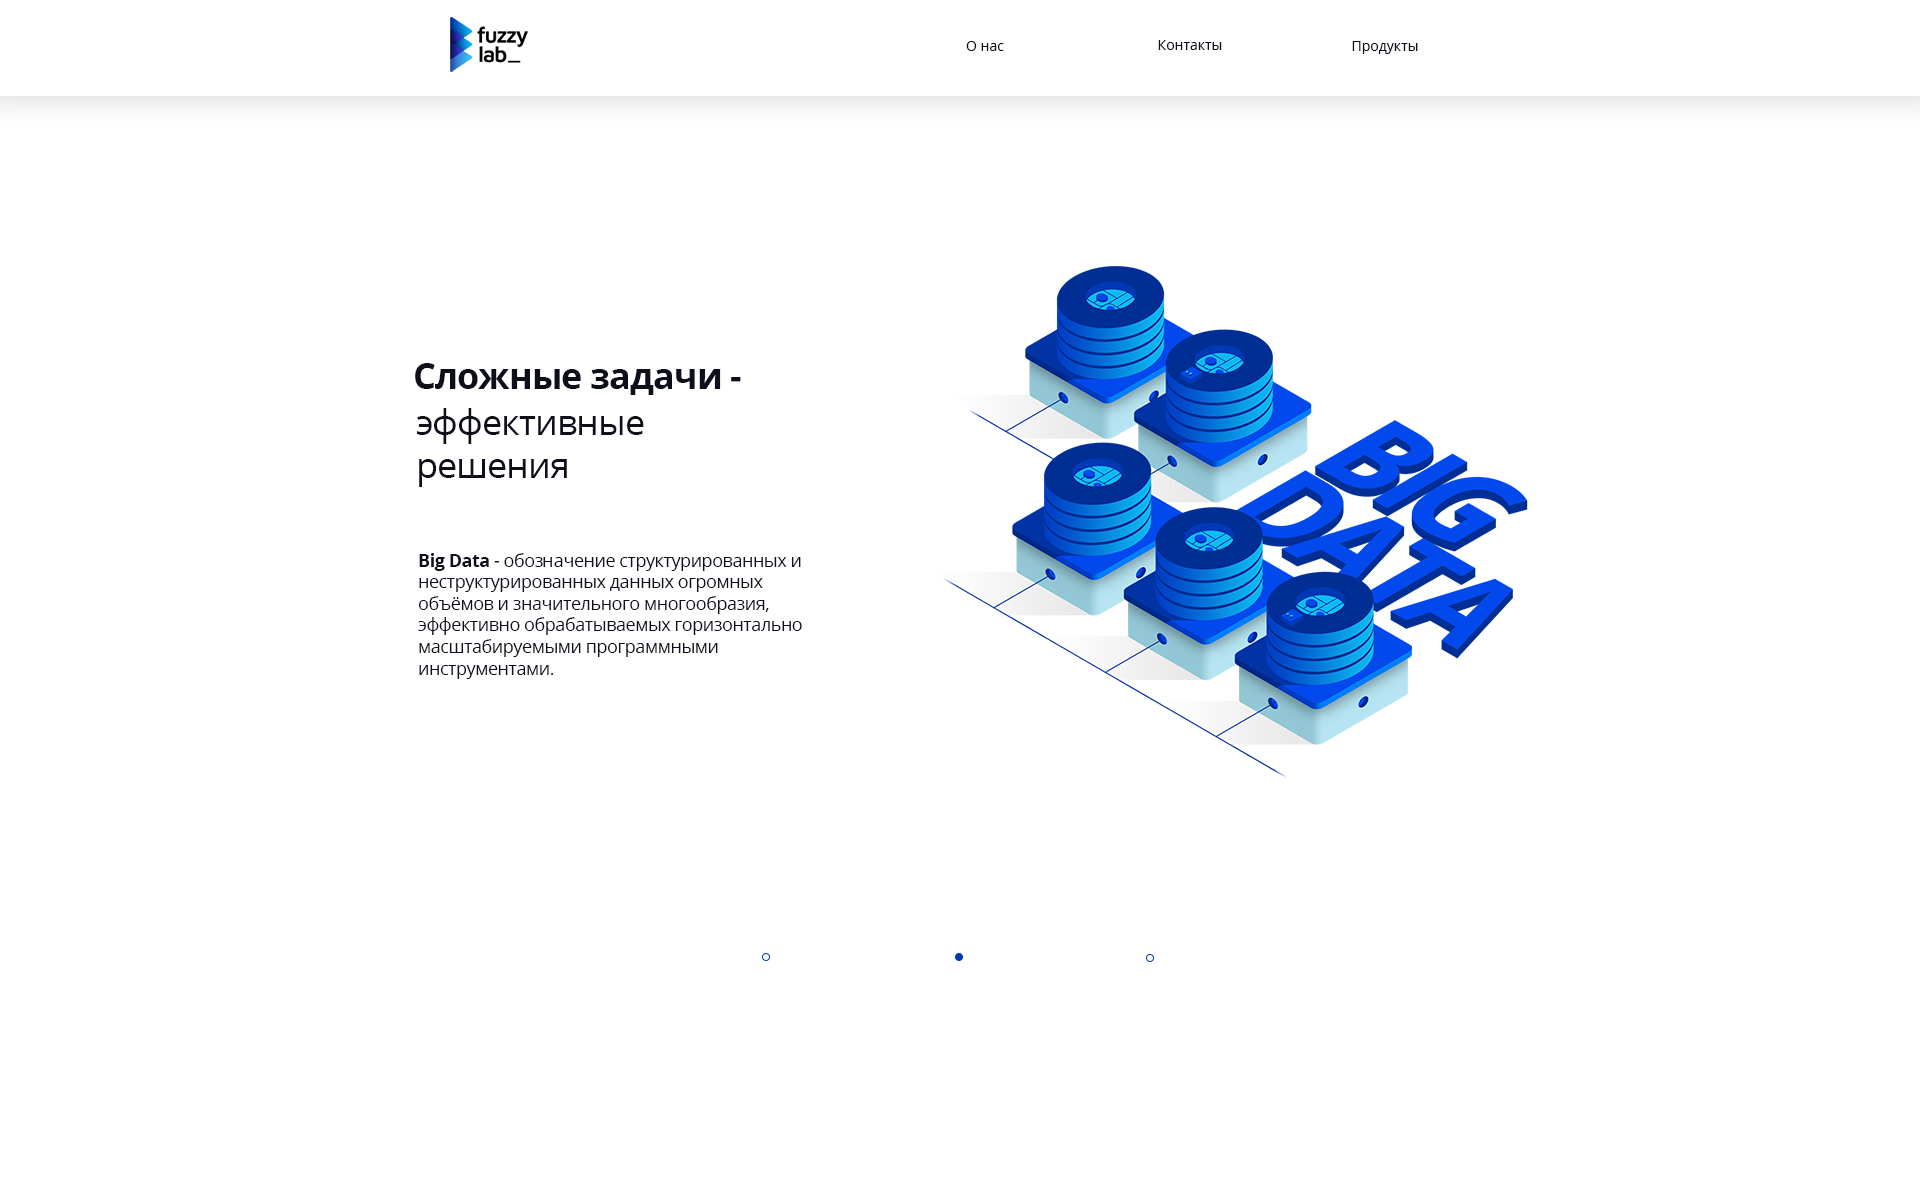 fuzzy
lab_
О нас
Контакты
Продукты
Сложные задачи -
эффективные
решения
Big Data - обозначение структурированных и
неструктурированных данных огромных
объёмов и значительного многообразия,
эффективно обрабатываемых горизонтально
масштабируемыми программными
инструментами.
BIG
DATA